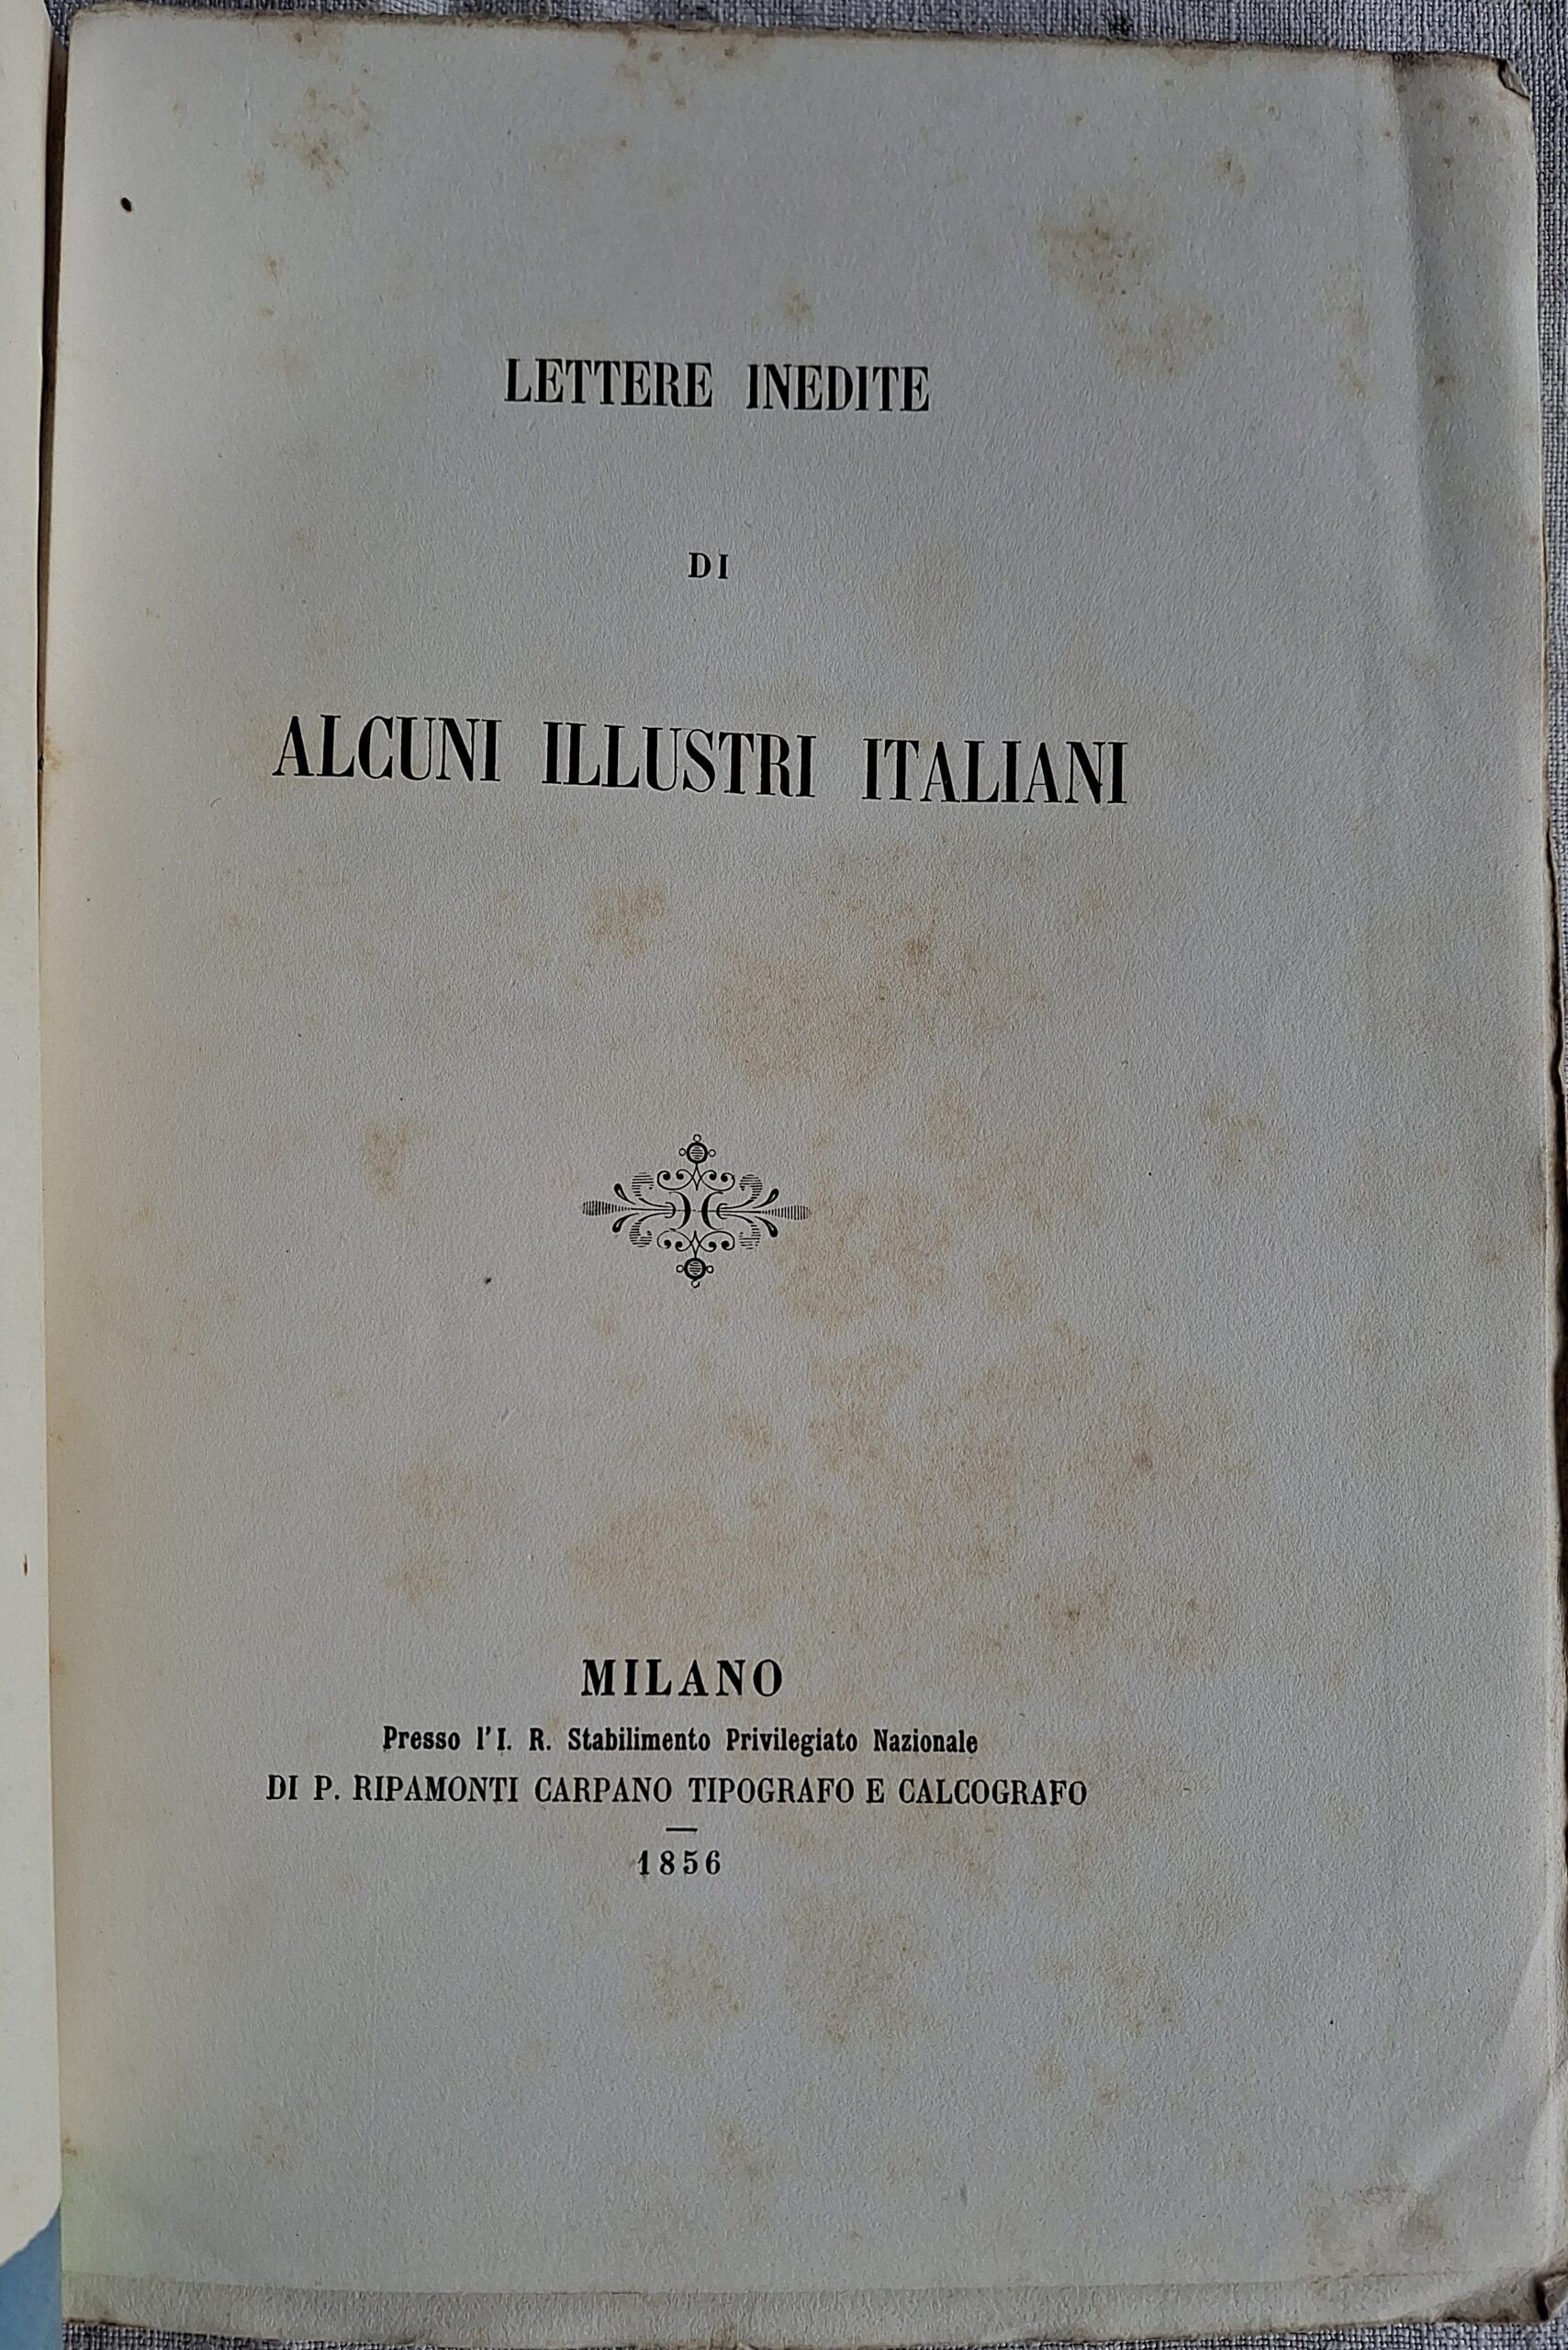 LETTERE INEDITE
DI
ALCUNI ILLUSTRI ITALIANI
MILANO
Presso l'I. R. Stabilimento Privilegiato Nazionale
DI P. RIPAMONTI CARPANO TIPOGRAFO E CALCOGRAFO
1856